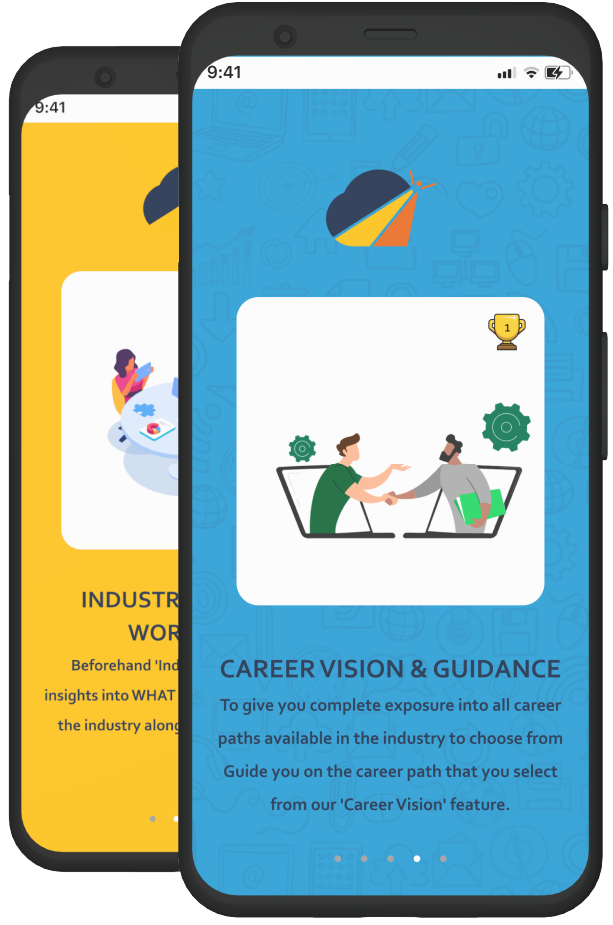 9:41
INDUSTR
WOR
Beforehand 'Ind
insights into WHAT
the industry along
9:41
1
CAREER VISION & GUIDANCE
To give you complete exposure into all career
paths available in the industry to choose from
Guide you on the career path that you select
from our 'Career Vision' feature.